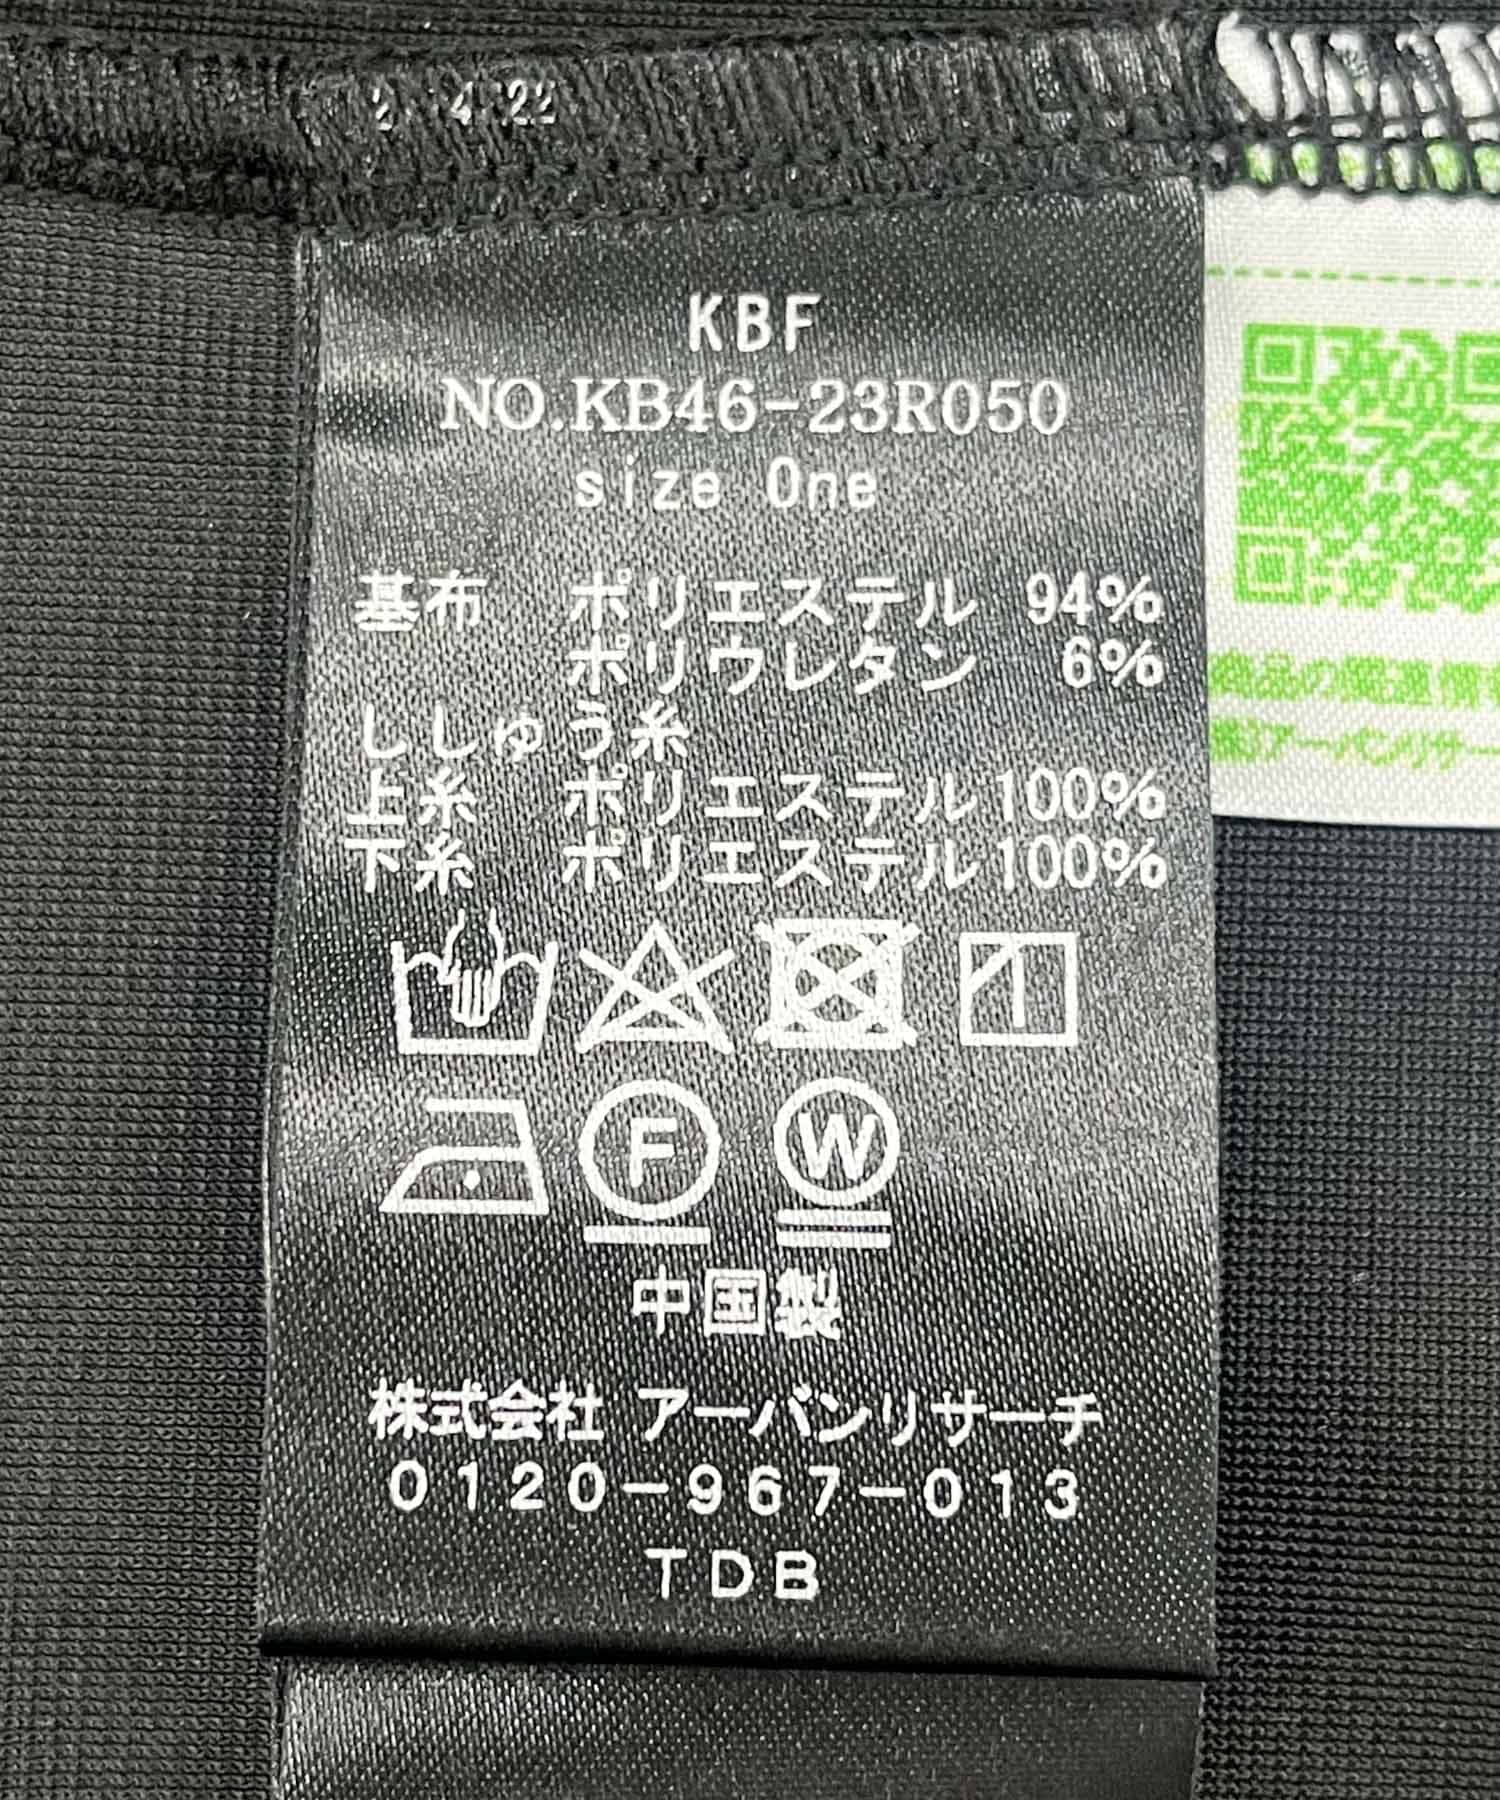 KBF
NO.KB46-23R050
size One
基布 ポリエステル 94%
ポリウレタン 6%
ししゅう糸
上糸 ポリエステル100%
下糸 ポリエステル100%
F W
中国製
株式会社 アーバンリサーチ
0120-967-013
TDB